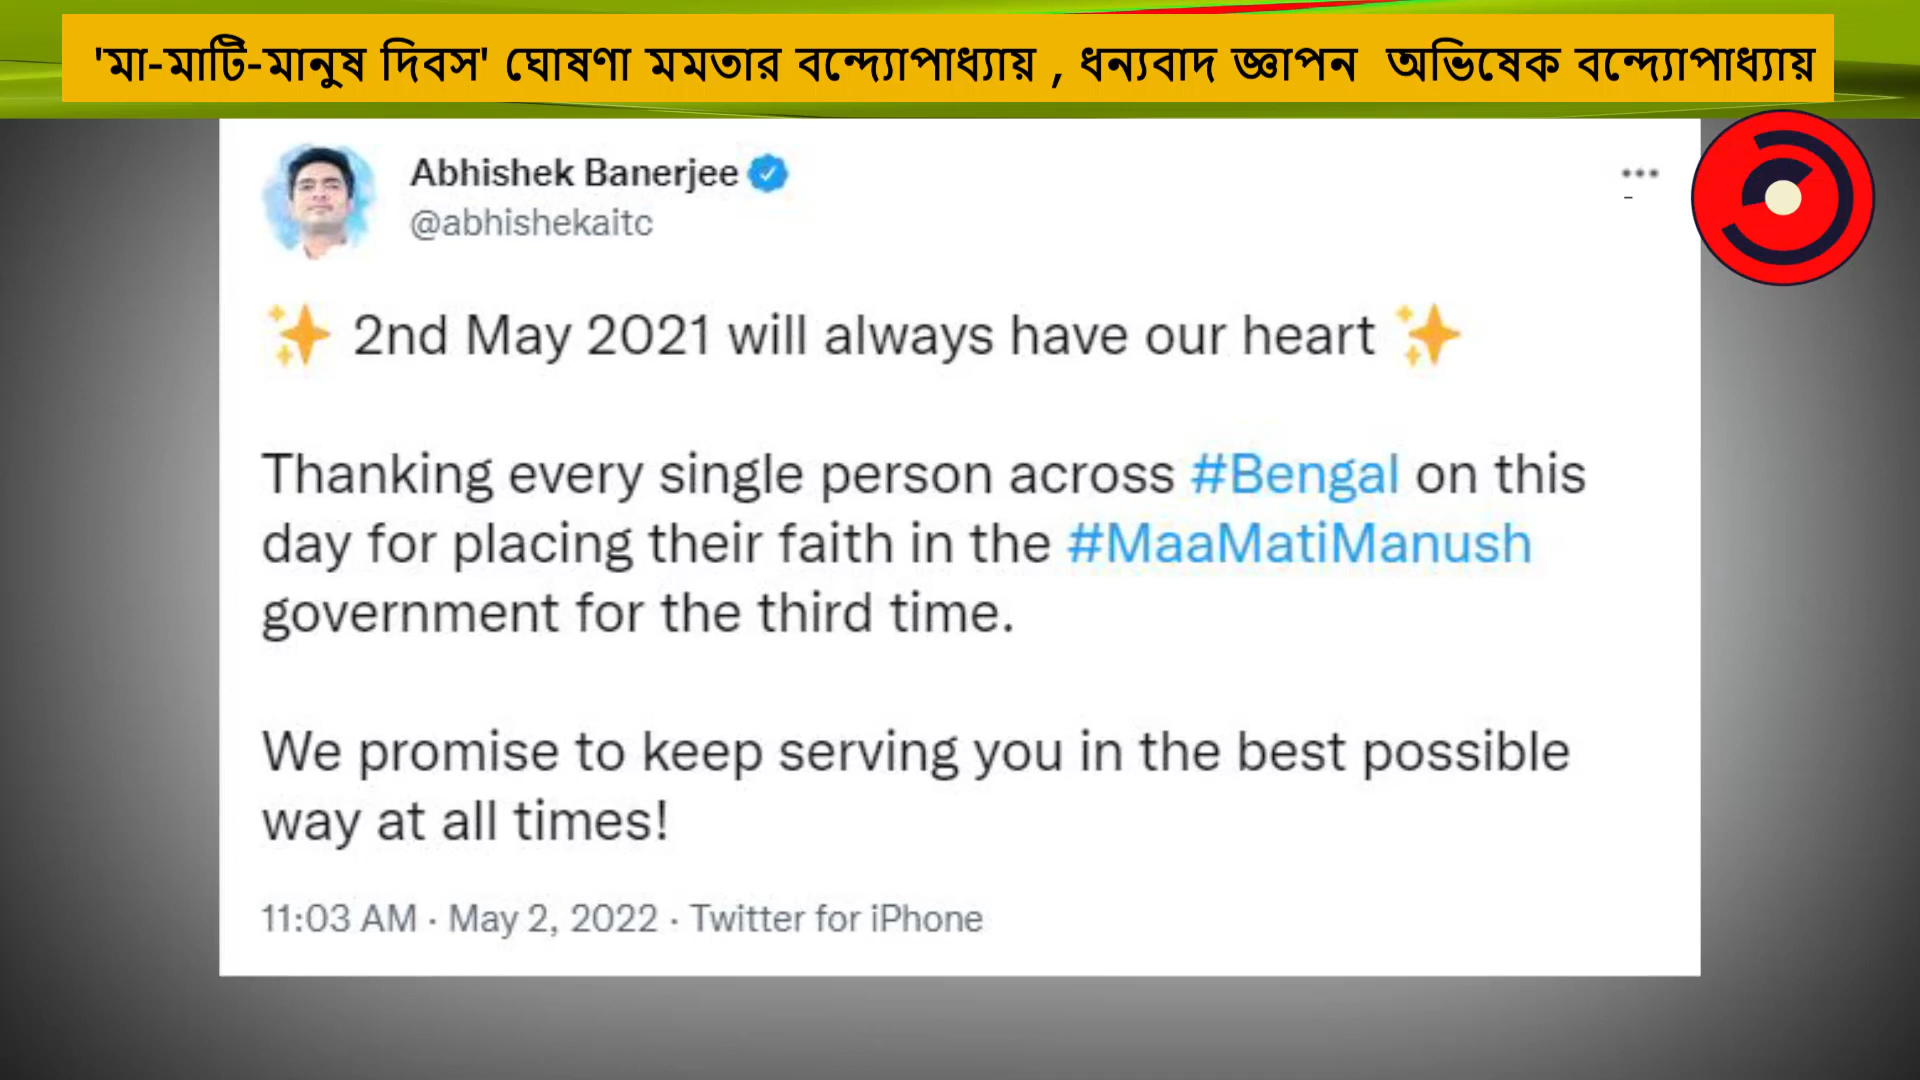 'মা-মাটি-মানুষ দিবস' ঘোষণা মমতার বন্দ্যোপাধ্যায় , ধন্যবাদ জ্ঞাপন অভিষেক বন্দ্যোপাধ্যায়
Abhishek Banerjee
@abhishekaitc
✨ 2nd May 2021 will always have our heart ✨
Thanking every single person across #Bengal on this
day for placing their faith in the #MaaMatiManush
government for the third time.
We promise to keep serving you in the best possible
way at all times!
11:03 AM · May 2, 2022 · Twitter for iPhone